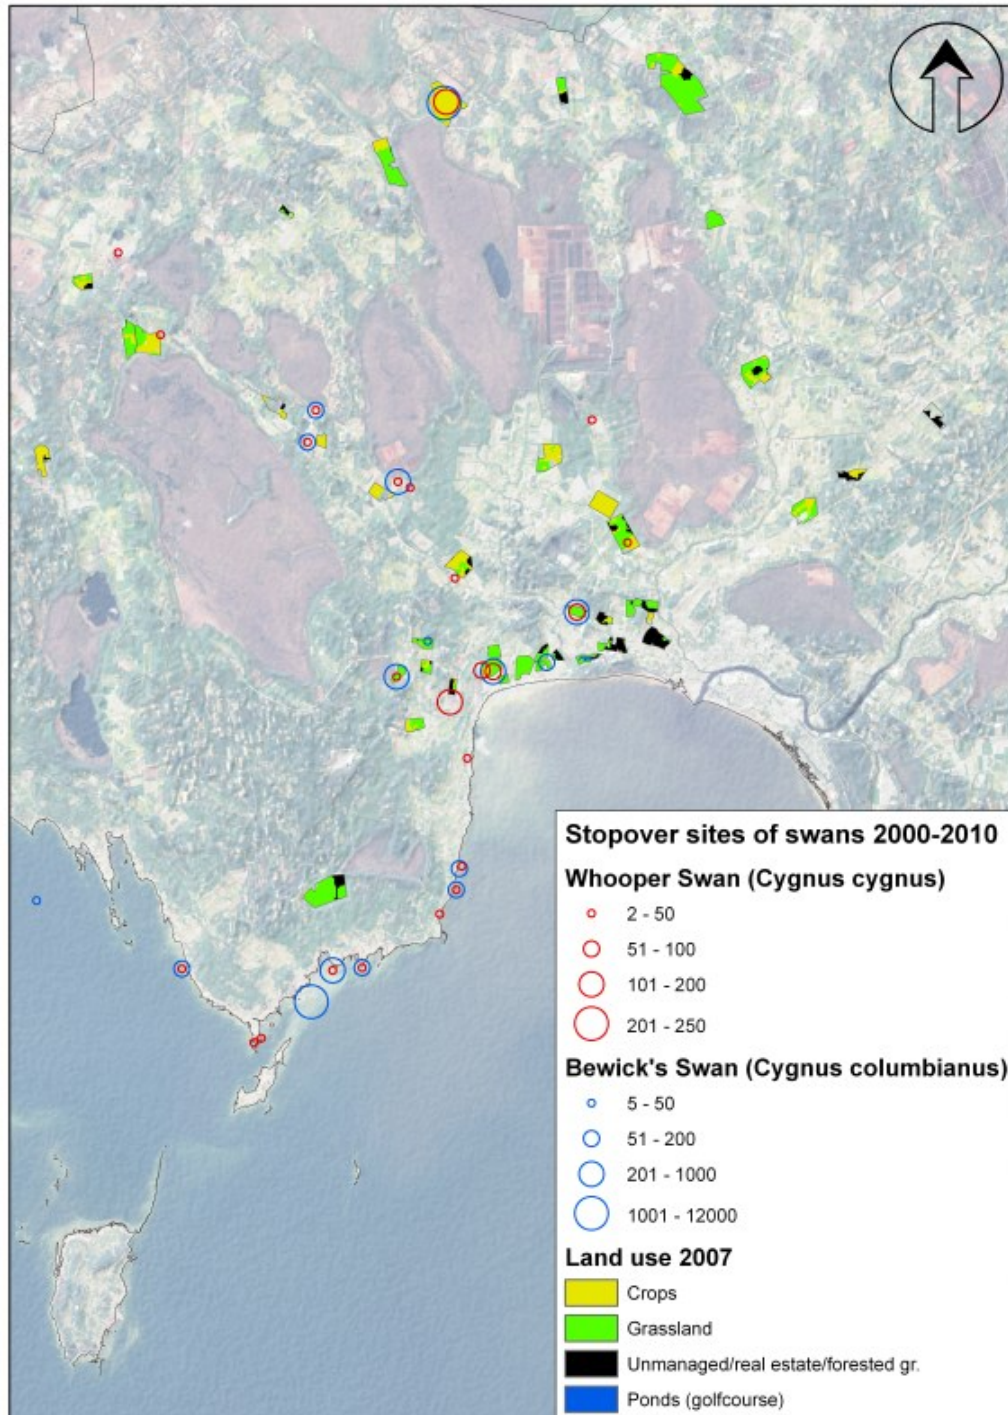 Stopover sites of swans 2000-2010
Whooper Swan (Cygnus cygnus)
2 - 50
51 - 100
101 - 200
201 - 250
Bewick's Swan (Cygnus columbianus)
5 - 50
51 - 200
201 - 1000
1001 - 12000
Land use 2007
Crops
Grassland
Unmanaged/real estate/forested gr.
Ponds (golfcourse)